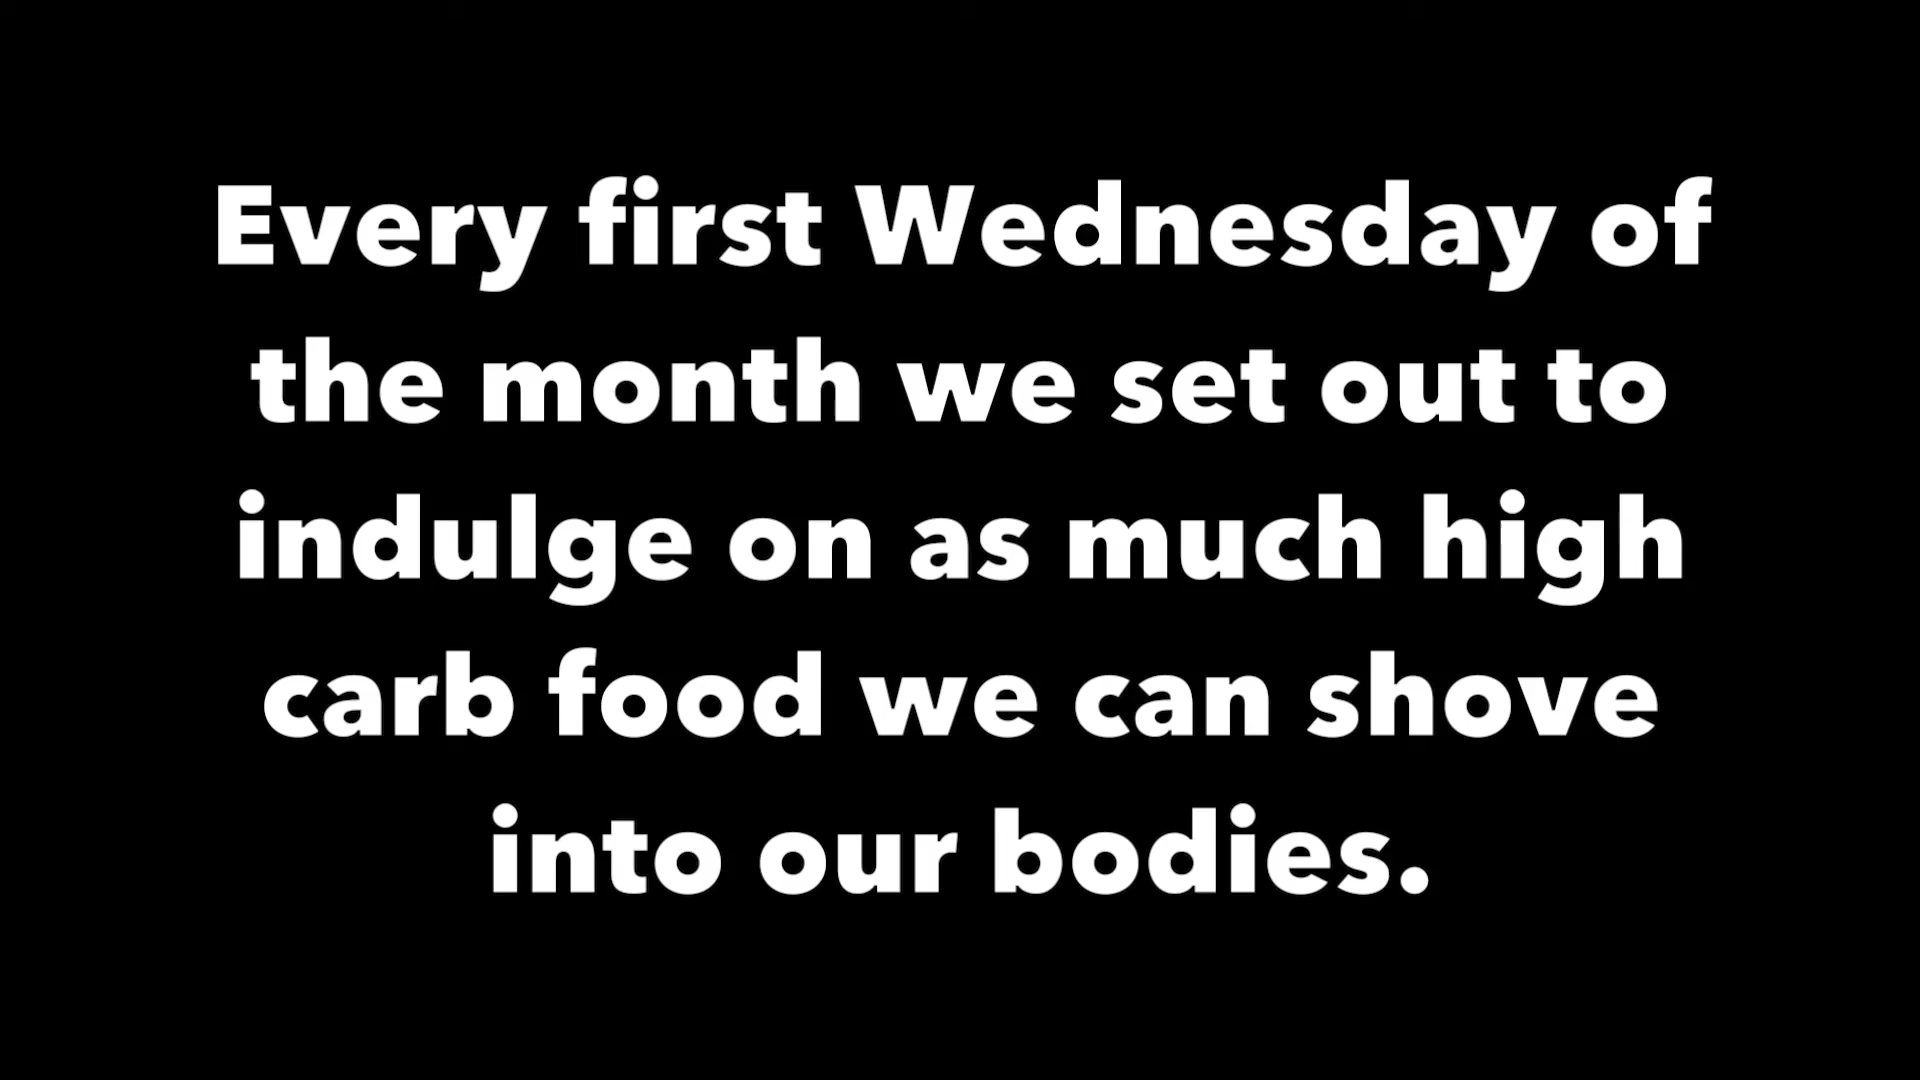 Every first Wednesday of
the month we set out to
indulge on as much high
carb food we can shove
into our bodies.